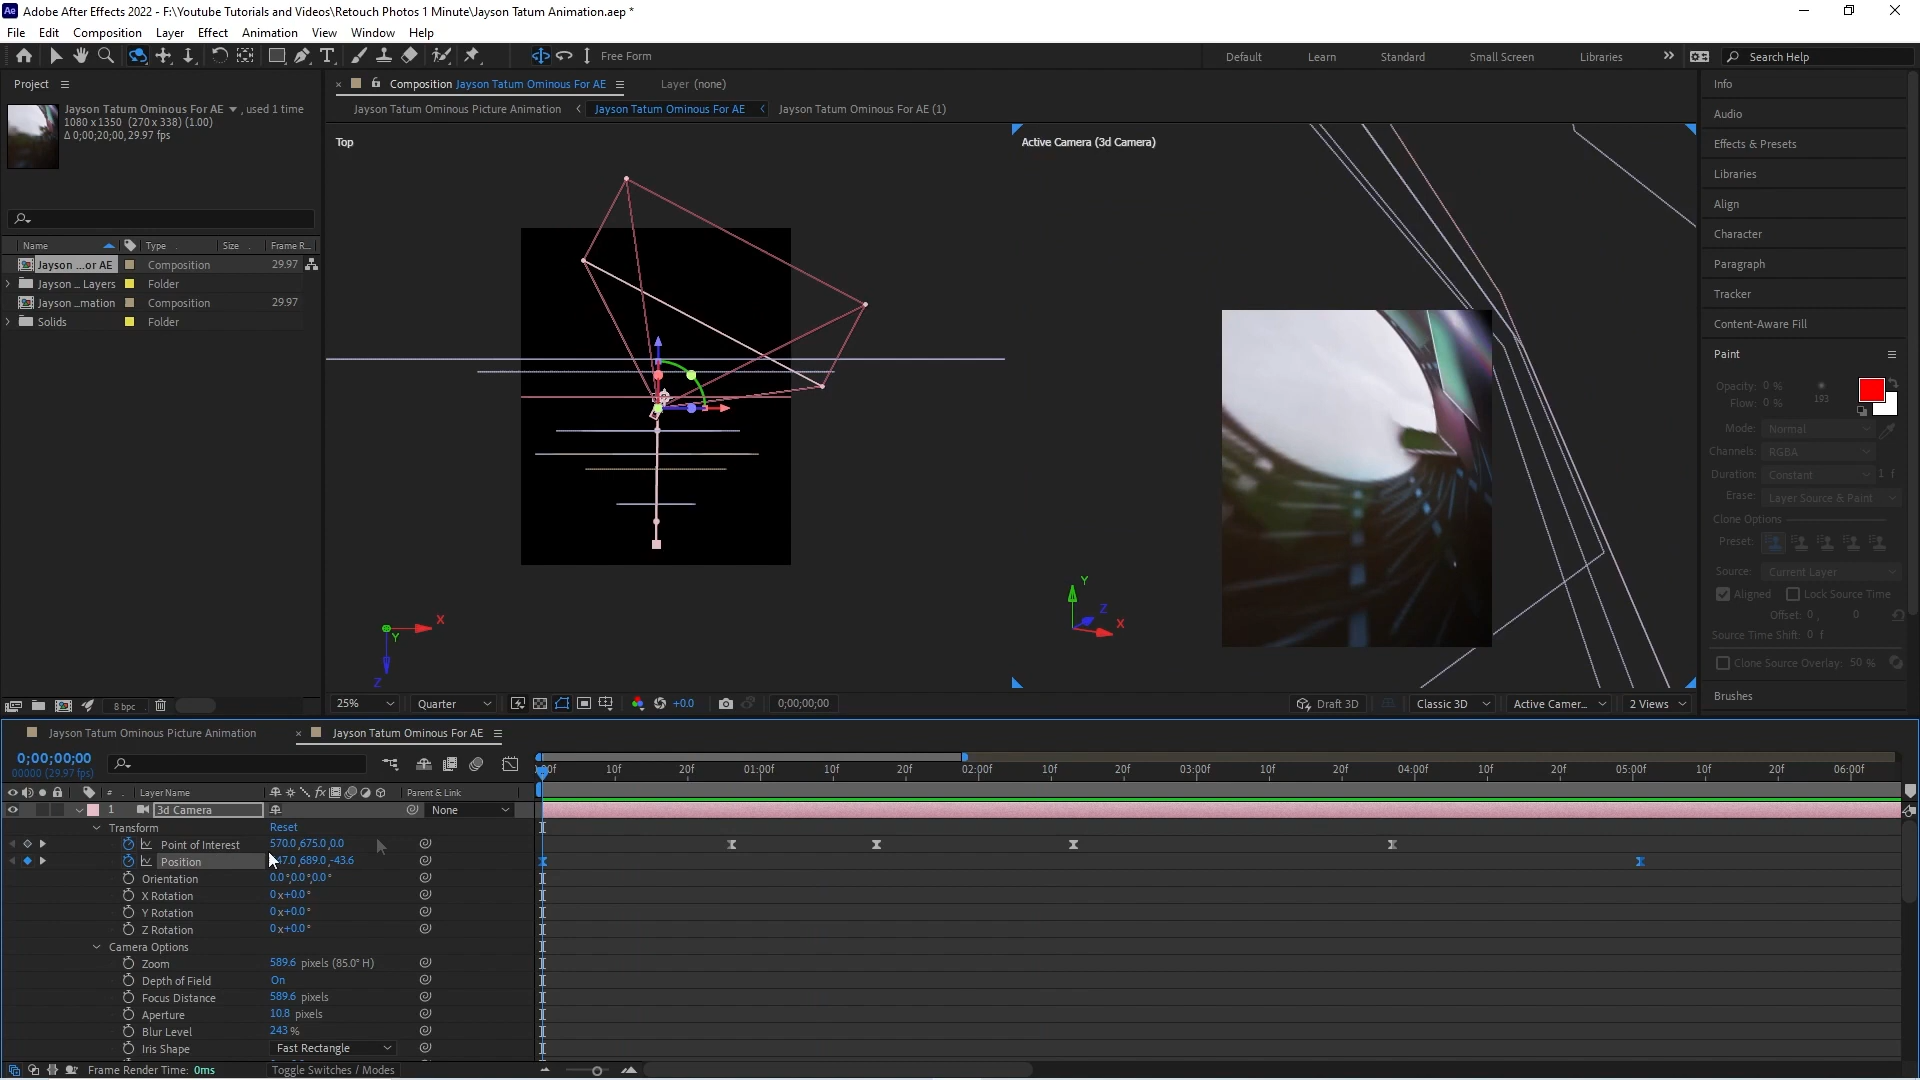 Adobe After Effects 2022 - F:\Youtube Tutorials and Videos\Retouch Photos 1 Minute\Jayson Tatum Animation.aep *
File Edit Composition Layer Effect Animation View Window Help
Free Form Default Learn Standard Small Screen Libraries Search Help
Project
Composition Jayson Tatum Ominous For AE Layer (none)
Jayson Tatum Ominous Picture Animation Jayson Tatum Ominous For AE Jayson Tatum Ominous For AE (1)
Jayson Tatum Ominous For AE , used 1 time
1080 x 1350 (270 x 338) (1.00)
Δ 0;00;20;00, 29.97 fps
Name Type Size Frame R...
Jayson ...or AE Composition 29.97
Jayson ... Layers Folder
Jayson ...mation Composition 29.97
Solids Folder
8 bpc
Top
X
Y
Z
Active Camera (3d Camera)
Y
Z
X
25% Quarter +0.0 0;00;00;00 Draft 3D Classic 3D Active Camer... 2 Views
Info
Audio
Effects & Presets
Libraries
Align
Character
Paragraph
Tracker
Content-Aware Fill
Paint
Opacity: 0 %
Flow: 0 % 193
Mode: Normal
Channels: RGBA
Duration: Constant 1 f
Erase: Layer Source & Paint
Clone Options
Preset:
Source: Current Layer
Aligned Lock Source Time
Offset: 0 , 0
Source Time Shift: 0 f
Clone Source Overlay: 50 %
Brushes
Jayson Tatum Ominous Picture Animation Jayson Tatum Ominous For AE
0;00;00;00
00000 (29.97 fps)
10f 20f 01:00f 10f 20f 02:00f 10f 20f 03:00f 10f 20f 04:00f 10f 20f 05:00f 10f 20f 06:00f
# Layer Name Parent & Link
1 3d Camera None
Transform Reset
Point of Interest 570.0,675.0,0.0
Position 47.0,689.0,-43.6
Orientation 0.0°,0.0°,0.0°
X Rotation 0x+0.0°
Y Rotation 0x+0.0°
Z Rotation 0x+0.0°
Camera Options
Zoom 589.6 pixels (85.0° H)
Depth of Field On
Focus Distance 589.6 pixels
Aperture 10.8 pixels
Blur Level 243 %
Iris Shape Fast Rectangle
Frame Render Time: 0ms Toggle Switches / Modes